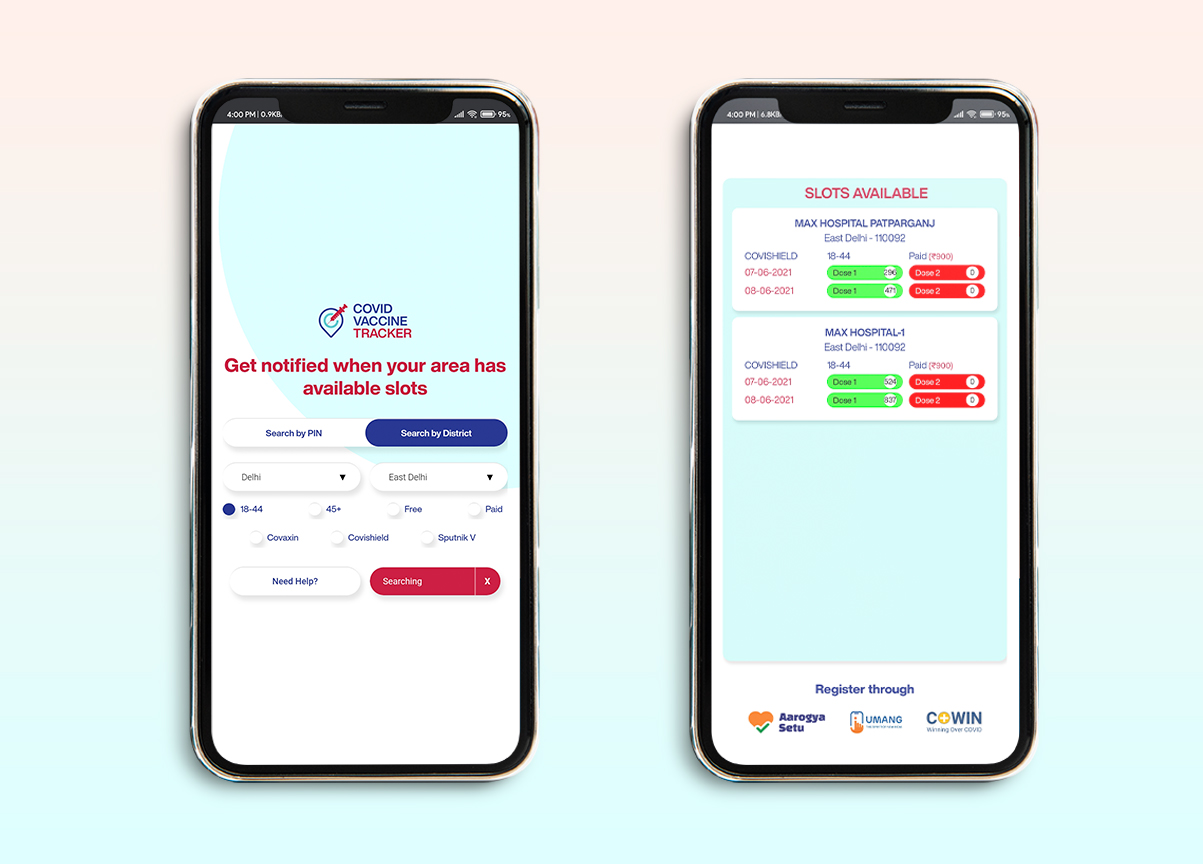 4:00 PM | 0.9KB
95%
COVID
VACCINE
TRACKER
Get notified when your area has
available slots
Search by PIN
Search by District
Delhi ▼
East Delhi ▼
18-44
45+
Free
Paid
Covaxin
Covishield
Sputnik V
Need Help?
Searching
X
4:00 PM | 6.8KB
95%
SLOTS AVAILABLE
MAX HOSPITAL PATPARGANJ
East Delhi - 110092
COVISHIELD 18-44 Paid (₹900)
07-06-2021 Dose 1 296 Dose 2 0
08-06-2021 Dose 1 471 Dose 2 0
MAX HOSPITAL-1
East Delhi - 110092
COVISHIELD 18-44 Paid (₹900)
07-06-2021 Dose 1 524 Dose 2 0
08-06-2021 Dose 1 837 Dose 2 0
Register through
Aarogya
Setu
UMANG
COWIN
Winning Over COVID